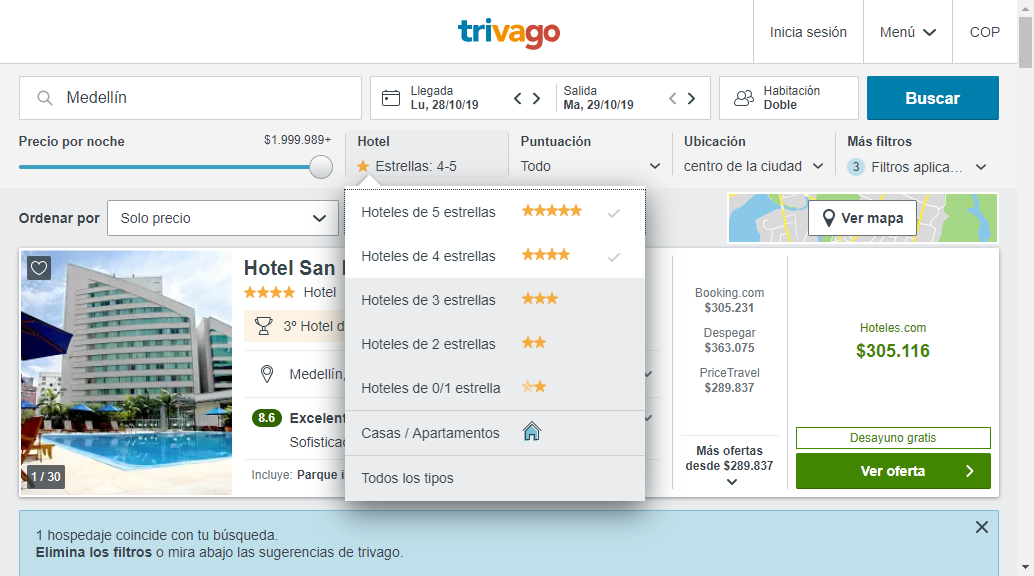 trivago
Inicia sesión
Menú
COP
Medellín
Llegada
Lu, 28/10/19
Salida
Ma, 29/10/19
Habitación
Doble
Buscar
Precio por noche
$1.999.989+
Hotel
Estrellas: 4-5
Puntuación
Todo
Ubicación
centro de la ciudad
Más filtros
3 Filtros aplica...
Ordenar por
Solo precio
Ver mapa
Hoteles de 5 estrellas
Hoteles de 4 estrellas
Hoteles de 3 estrellas
Hoteles de 2 estrellas
Hoteles de 0/1 estrella
Casas / Apartamentos
Todos los tipos
1 / 30
Hotel San
Hotel
3º Hotel d
Medellín,
8.6 Excelent
Sofisticad
Incluye: Parque i
Booking.com
$305.231
Despegar
$363.075
PriceTravel
$289.837
Más ofertas
desde $289.837
Hoteles.com
$305.116
Desayuno gratis
Ver oferta
1 hospedaje coincide con tu búsqueda.
Elimina los filtros o mira abajo las sugerencias de trivago.